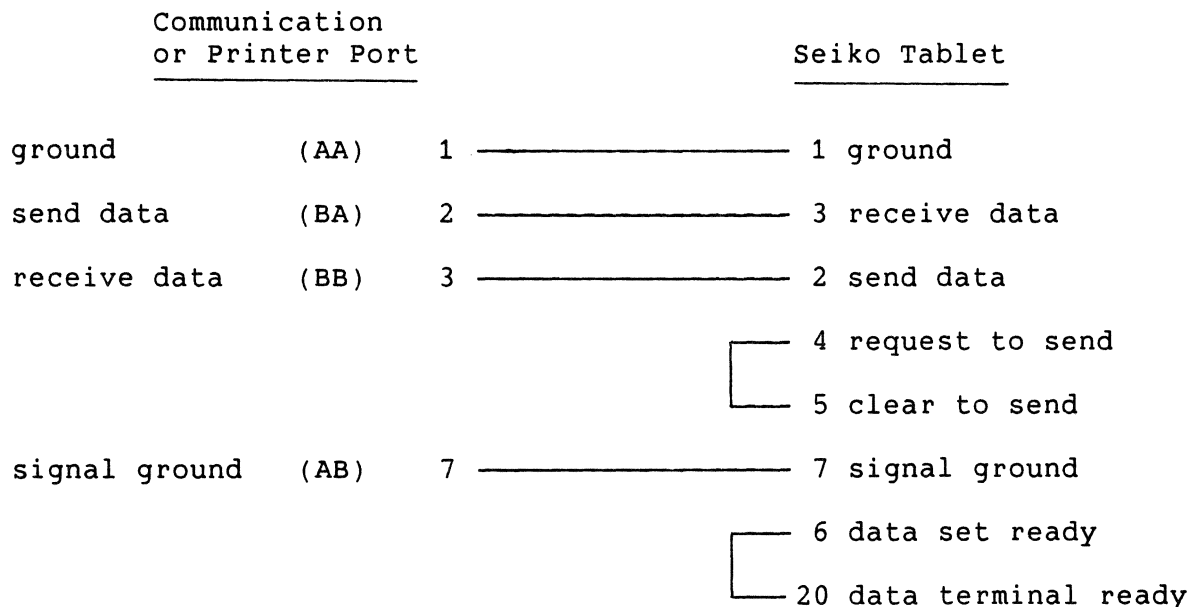 Communication
or Printer Port Seiko Tablet
ground (AA) 1 1 ground
send data (BA) 2 3 receive data
receive data (BB) 3 2 send data
4 request to send
5 clear to send
signal ground (AB) 7 7 signal ground
6 data set ready
20 data terminal ready